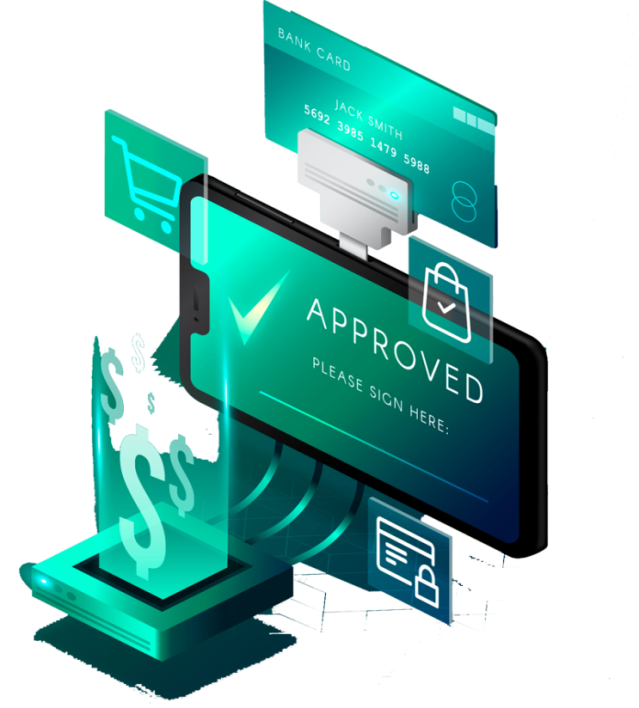 BANK CARD
JACK SMITH
5692 3985 1479 5988
APPROVED
PLEASE SIGN HERE:
$
$
$
$
$